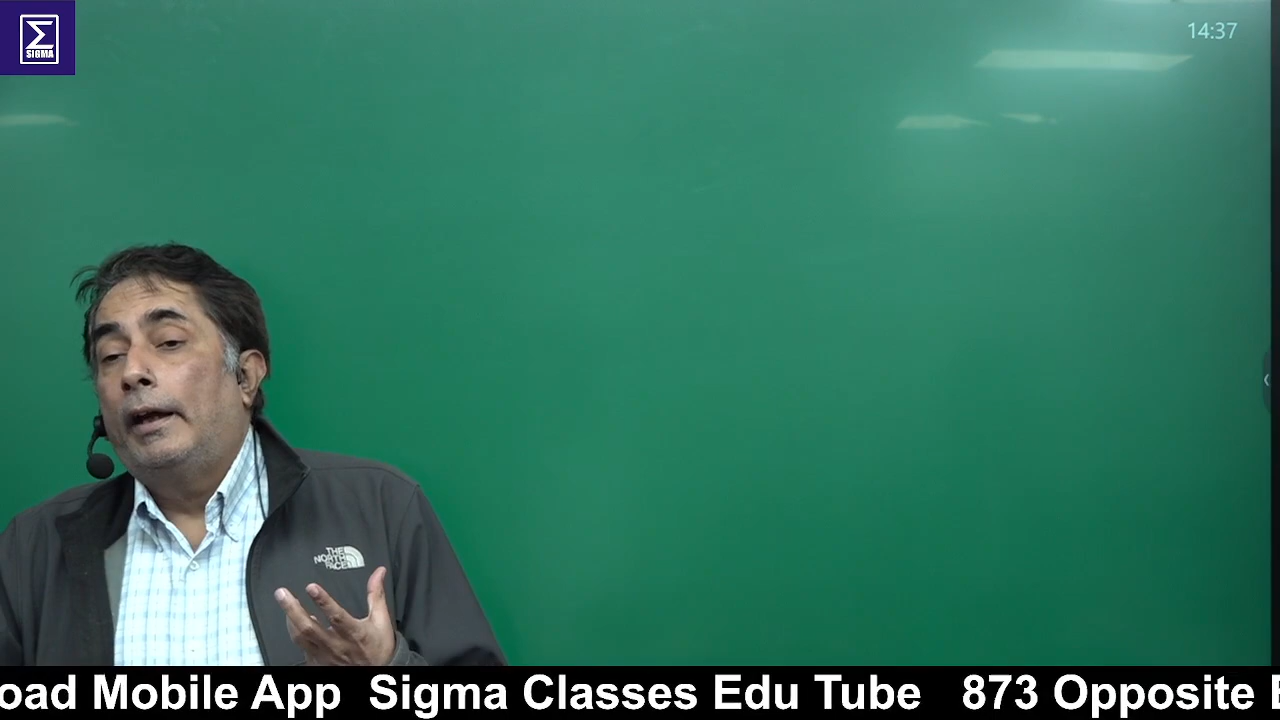 SIGMA
14:37
THE
NORTH
FACE
oad Mobile App Sigma Classes Edu Tube 873 Opposite